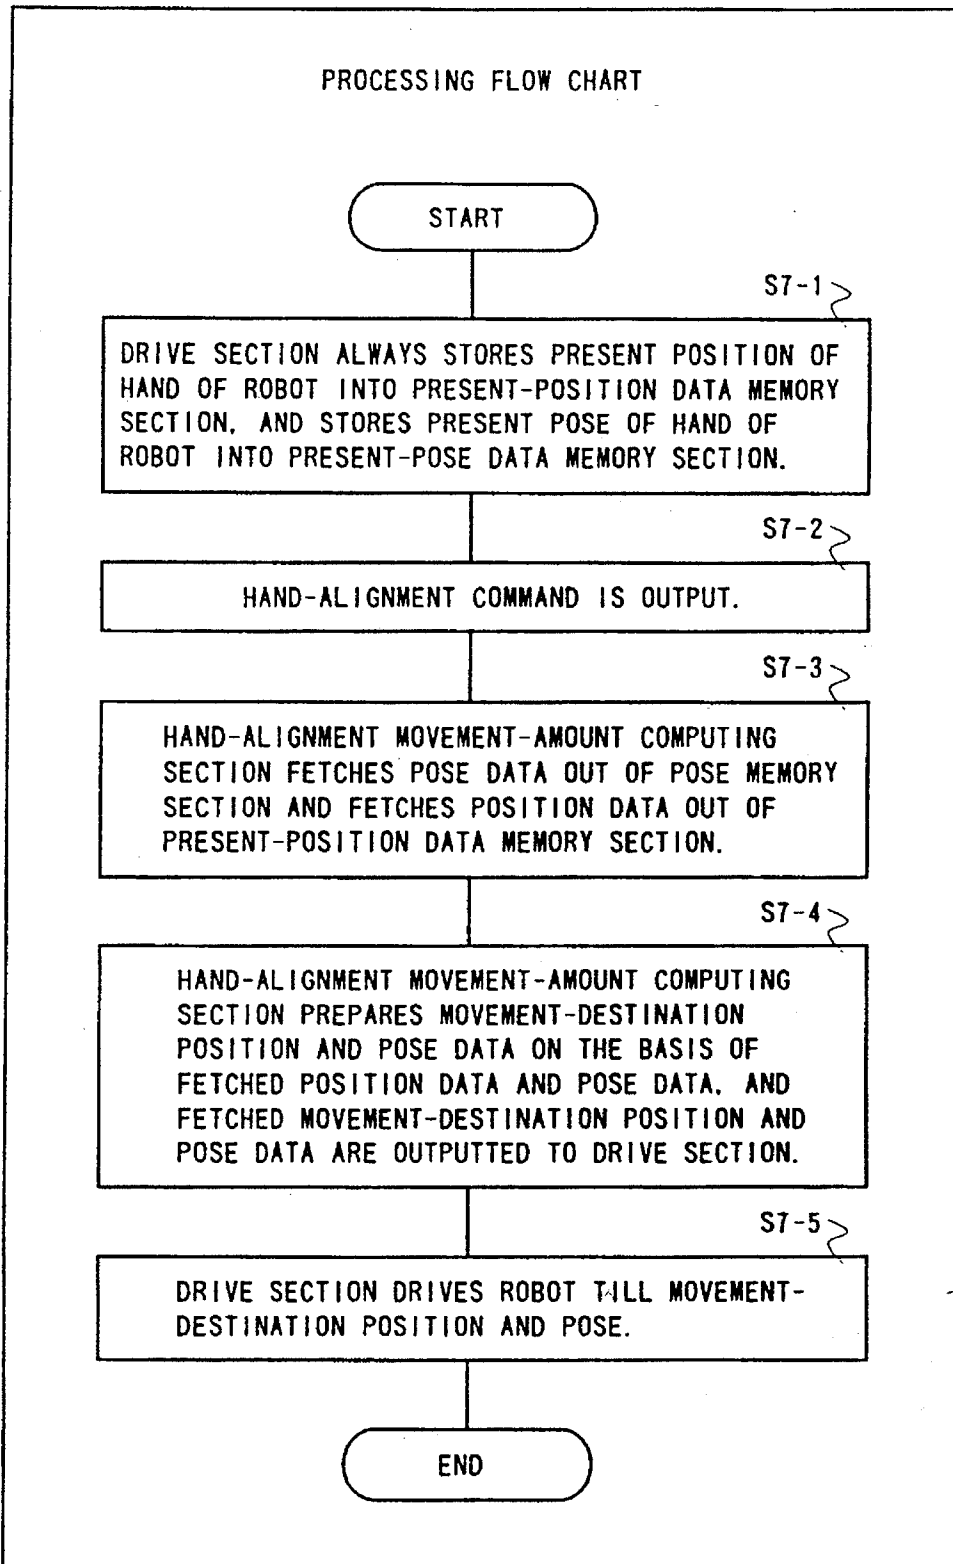 PROCESSING FLOW CHART
START
S7-1
DRIVE SECTION ALWAYS STORES PRESENT POSITION OF
HAND OF ROBOT INTO PRESENT-POSITION DATA MEMORY
SECTION, AND STORES PRESENT POSE OF HAND OF
ROBOT INTO PRESENT-POSE DATA MEMORY SECTION.
S7-2
HAND-ALIGNMENT COMMAND IS OUTPUT.
S7-3
HAND-ALIGNMENT MOVEMENT-AMOUNT COMPUTING
SECTION FETCHES POSE DATA OUT OF POSE MEMORY
SECTION AND FETCHES POSITION DATA OUT OF
PRESENT-POSITION DATA MEMORY SECTION.
S7-4
HAND-ALIGNMENT MOVEMENT-AMOUNT COMPUTING
SECTION PREPARES MOVEMENT-DESTINATION
POSITION AND POSE DATA ON THE BASIS OF
FETCHED POSITION DATA AND POSE DATA, AND
FETCHED MOVEMENT-DESTINATION POSITION AND
POSE DATA ARE OUTPUTTED TO DRIVE SECTION.
S7-5
DRIVE SECTION DRIVES ROBOT TILL MOVEMENT-
DESTINATION POSITION AND POSE.
END